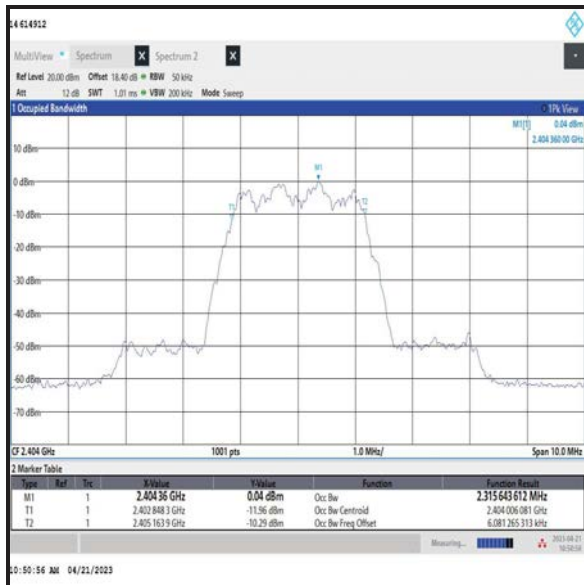 14 614912
MultiView Spectrum X Spectrum 2 X
Ref Level 20.00 dBm Offset 18.40 dB RBW 50 kHz
Att 12 dB SWT 1.01 ms VBW 200 kHz Mode Sweep
1 Occupied Bandwidth 1Pk View
M1[1] 0.04 dBm
2.404 360 00 GHz
10 dBm
M1
0 dBm
T1 T2
-10 dBm
-20 dBm
-30 dBm
-40 dBm
-50 dBm
-60 dBm
-70 dBm
CF 2.404 GHz 1001 pts 1.0 MHz/ Span 10.0 MHz
2 Marker Table
Type Ref Trc X-Value Y-Value Function Function Result
M1 1 2.404 36 GHz 0.04 dBm Occ Bw 2.315 643 612 MHz
T1 1 2.402 848 3 GHz -11.96 dBm Occ Bw Centroid 2.404 006 081 GHz
T2 1 2.405 163 9 GHz -10.29 dBm Occ Bw Freq Offset 6.081 265 313 kHz
Measuring... 2023-04-21
10:50:56
10:50:56 AM 04/21/2023